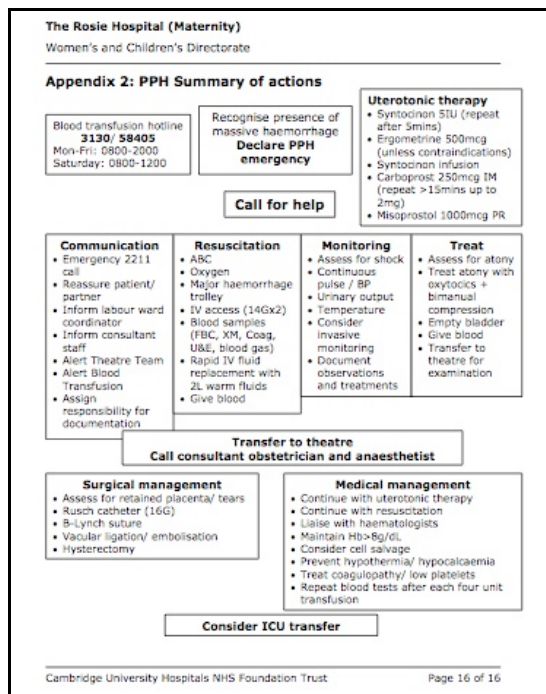 The Rosie Hospital (Maternity)
Women's and Children's Directorate
Appendix 2: PPH Summary of actions
Blood transfusion hotline
3130/ 58405
Mon-Fri: 0800-2000
Saturday: 0800-1200
Recognise presence of
massive haemorrhage
Declare PPH
emergency
Uterotonic therapy
• Syntocinon 5IU (repeat
after 5mins)
• Ergometrine 500mcg
(unless contraindications)
• Syntocinon infusion
• Carboprost 250mcg IM
(repeat >15mins up to
2mg)
• Misoprostol 1000mcg PR
Call for help
Communication
• Emergency 2211
call
• Reassure patient/
partner
• Inform labour ward
coordinator
• Inform consultant
staff
• Alert Theatre Team
• Alert Blood
Transfusion
• Assign
responsibility for
documentation
Resuscitation
• ABC
• Oxygen
• Major haemorrhage
trolley
• IV access (14Gx2)
• Blood samples
(FBC, XM, Coag,
U&E, blood gas)
• Rapid IV fluid
replacement with
2L warm fluids
• Give blood
Monitoring
• Assess for shock
• Continuous
pulse / BP
• Urinary output
• Temperature
• Consider
invasive
monitoring
• Document
observations
and treatments
Treat
• Assess for atony
• Treat atony with
oxytocics +
bimanual
compression
• Empty bladder
• Give blood
• Transfer to
theatre for
examination
Transfer to theatre
Call consultant obstetrician and anaesthetist
Surgical management
• Assess for retained placenta/ tears
• Rusch catheter (16G)
• B-Lynch suture
• Vacular ligation/ embolisation
• Hysterectomy
Medical management
• Continue with uterotonic therapy
• Continue with resuscitation
• Liaise with haematologists
• Maintain Hb>8g/dL
• Consider cell salvage
• Prevent hypothermia/ hypocalcaemia
• Treat coagulopathy/ low platelets
• Repeat blood tests after each four unit
transfusion
Consider ICU transfer
Cambridge University Hospitals NHS Foundation Trust
Page 16 of 16